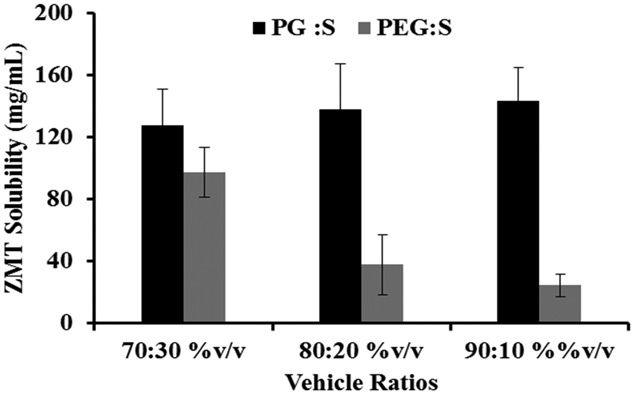 200
PG :S PEG:S
160
120
80
40
0
ZMT Solubility (mg/mL)
70:30 %v/v 80:20 %v/v 90:10 %%v/v
Vehicle Ratios